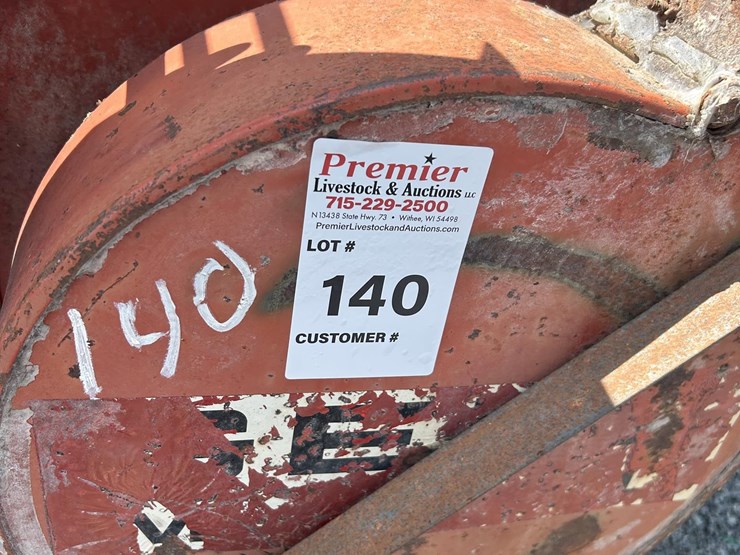 Premier
Livestock & Auctions LLC
715-229-2500
N13438 State Hwy. 73 • Withee, WI 54498
PremierLivestockandAuctions.com
LOT #
140
CUSTOMER #
140